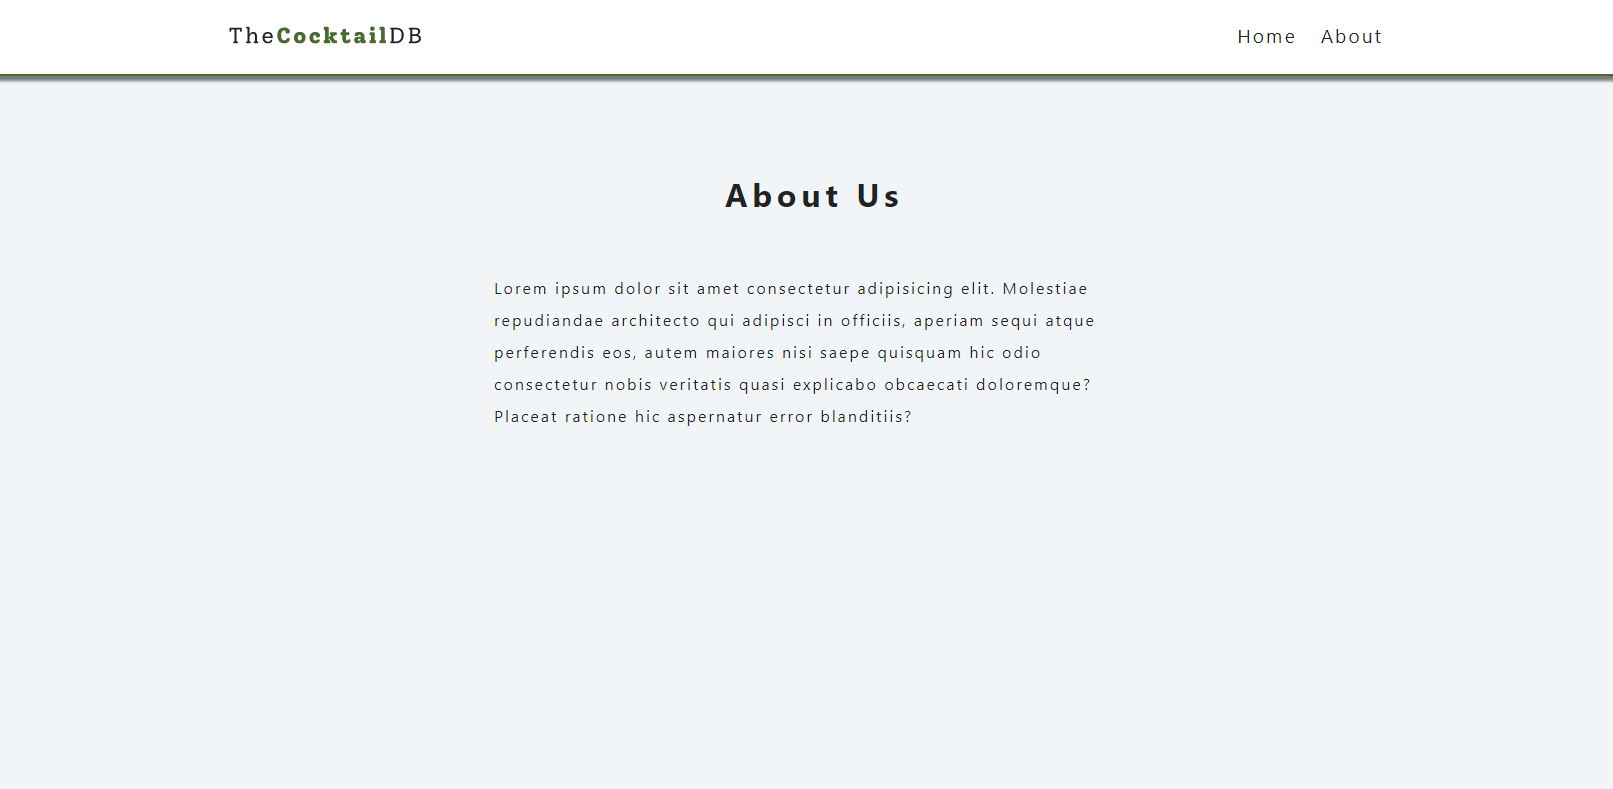 TheCocktailDB
Home About
About Us
Lorem ipsum dolor sit amet consectetur adipisicing elit. Molestiae
repudiandae architecto qui adipisci in officiis, aperiam sequi atque
perferendis eos, autem maiores nisi saepe quisquam hic odio
consectetur nobis veritatis quasi explicabo obcaecati doloremque?
Placeat ratione hic aspernatur error blanditiis?